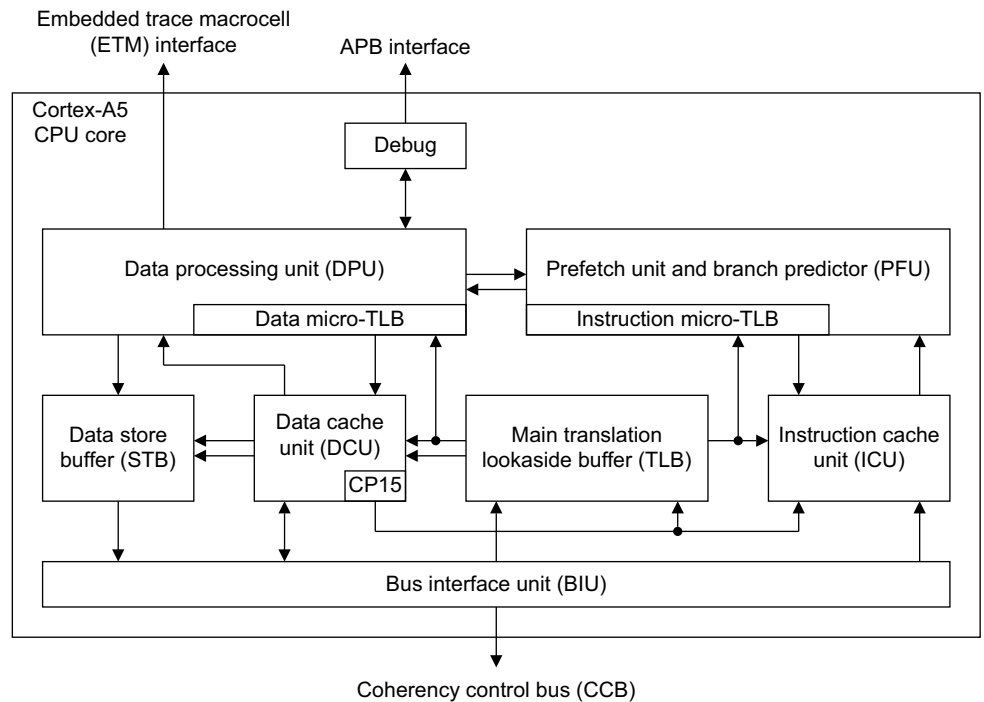 Embedded trace macrocell
(ETM) interface
APB interface
Cortex-A5
CPU core
Debug
Data processing unit (DPU)
Prefetch unit and branch predictor (PFU)
Data micro-TLB
Instruction micro-TLB
Data store
buffer (STB)
Data cache
unit (DCU)
CP15
Main translation
lookaside buffer (TLB)
Instruction cache
unit (ICU)
Bus interface unit (BIU)
Coherency control bus (CCB)